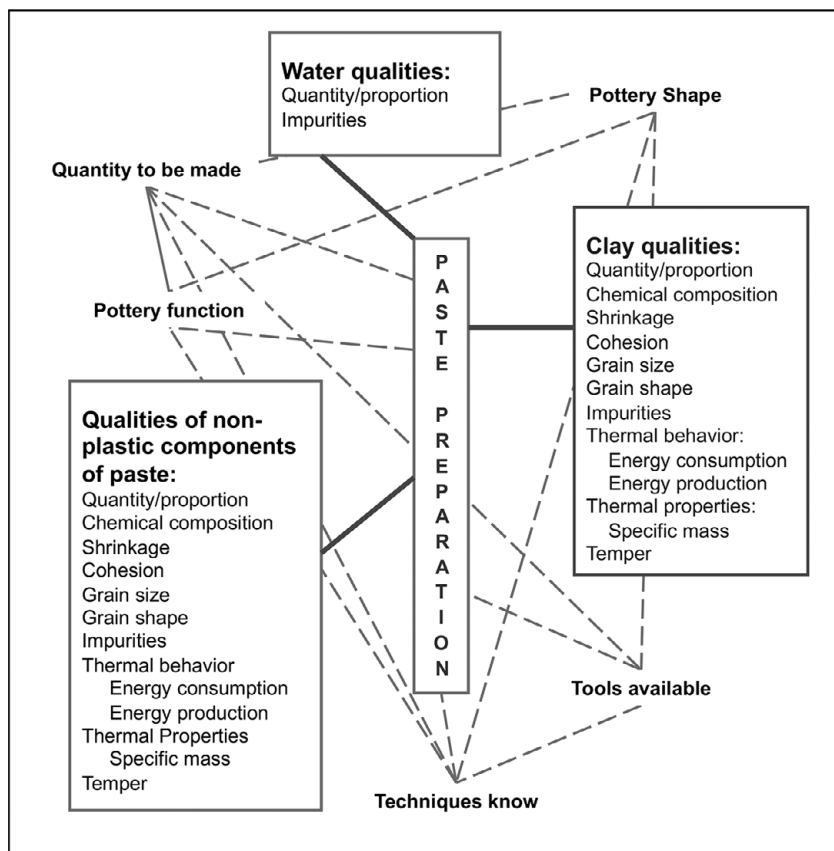 Water qualities:
Quantity/proportion
Impurities
Pottery Shape
Quantity to be made
Pottery function
PASTE PREPARATION
Clay qualities:
Quantity/proportion
Chemical composition
Shrinkage
Cohesion
Grain size
Grain shape
Impurities
Thermal behavior:
Energy consumption
Energy production
Thermal properties:
Specific mass
Temper
Qualities of non-
plastic components
of paste:
Quantity/proportion
Chemical composition
Shrinkage
Cohesion
Grain size
Grain shape
Impurities
Thermal behavior
Energy consumption
Energy production
Thermal Properties
Specific mass
Temper
Tools available
Techniques know